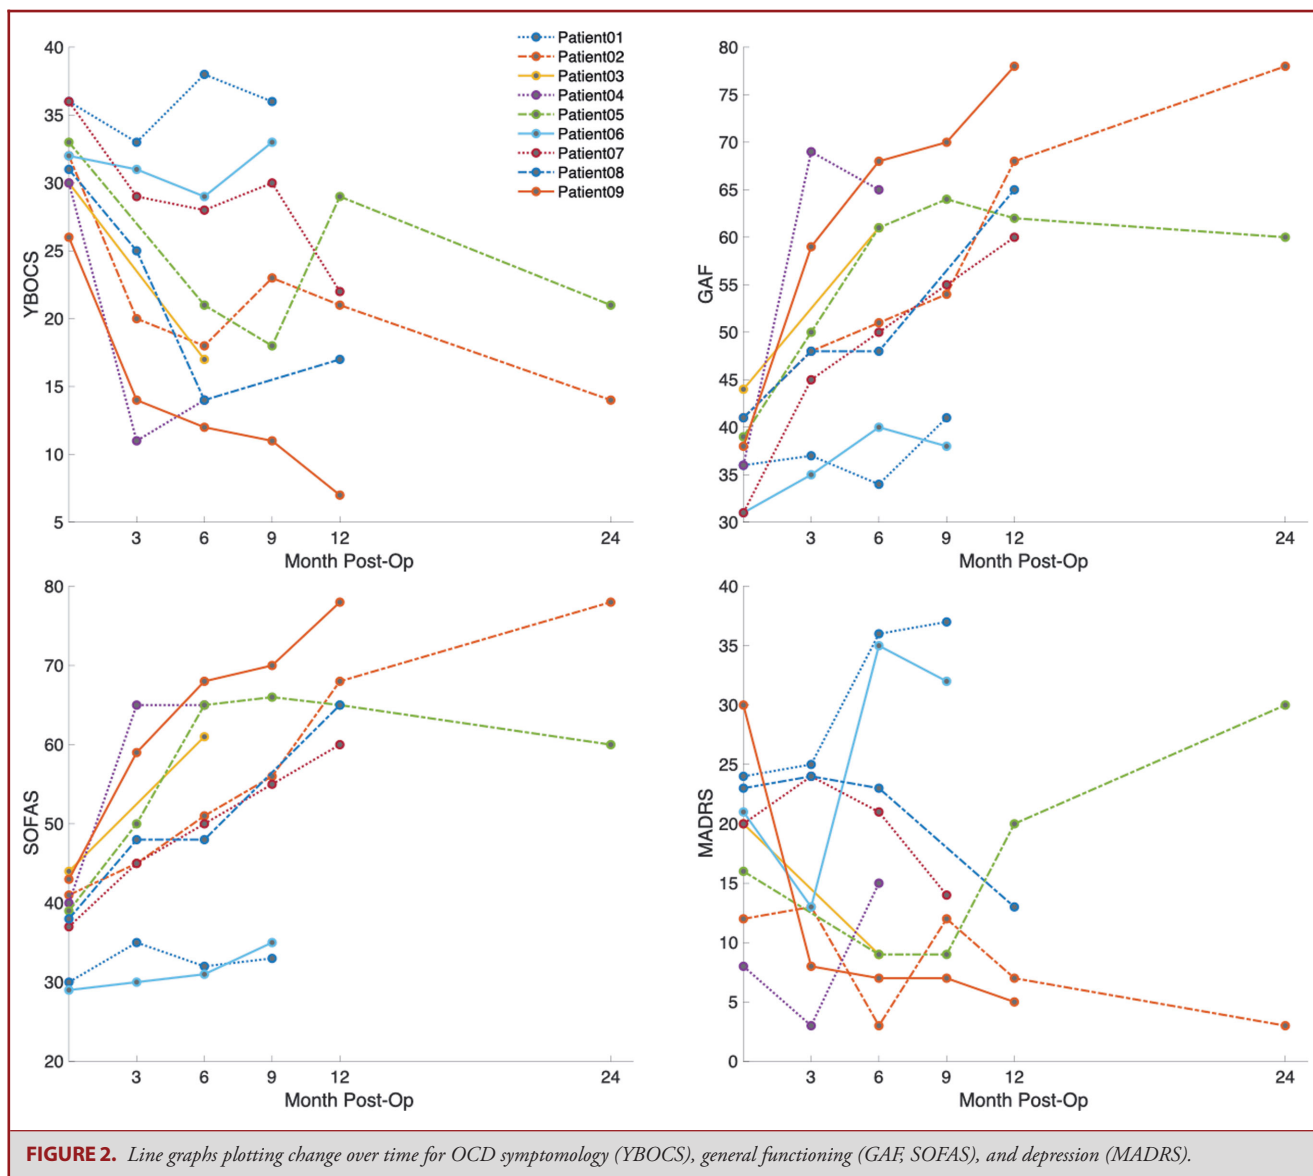 40
35
30
25
20
15
10
5
YBOCS
3 6 9 12 24
Month Post-Op
Patient01
Patient02
Patient03
Patient04
Patient05
Patient06
Patient07
Patient08
Patient09
80
75
70
65
60
55
50
45
40
35
30
GAF
3 6 9 12 24
Month Post-Op
80
70
60
50
40
30
20
SOFAS
3 6 9 12 24
Month Post-Op
40
35
30
25
20
15
10
5
0
MADRS
3 6 9 12 24
Month Post-Op
FIGURE 2. Line graphs plotting change over time for OCD symptomology (YBOCS), general functioning (GAF, SOFAS), and depression (MADRS).